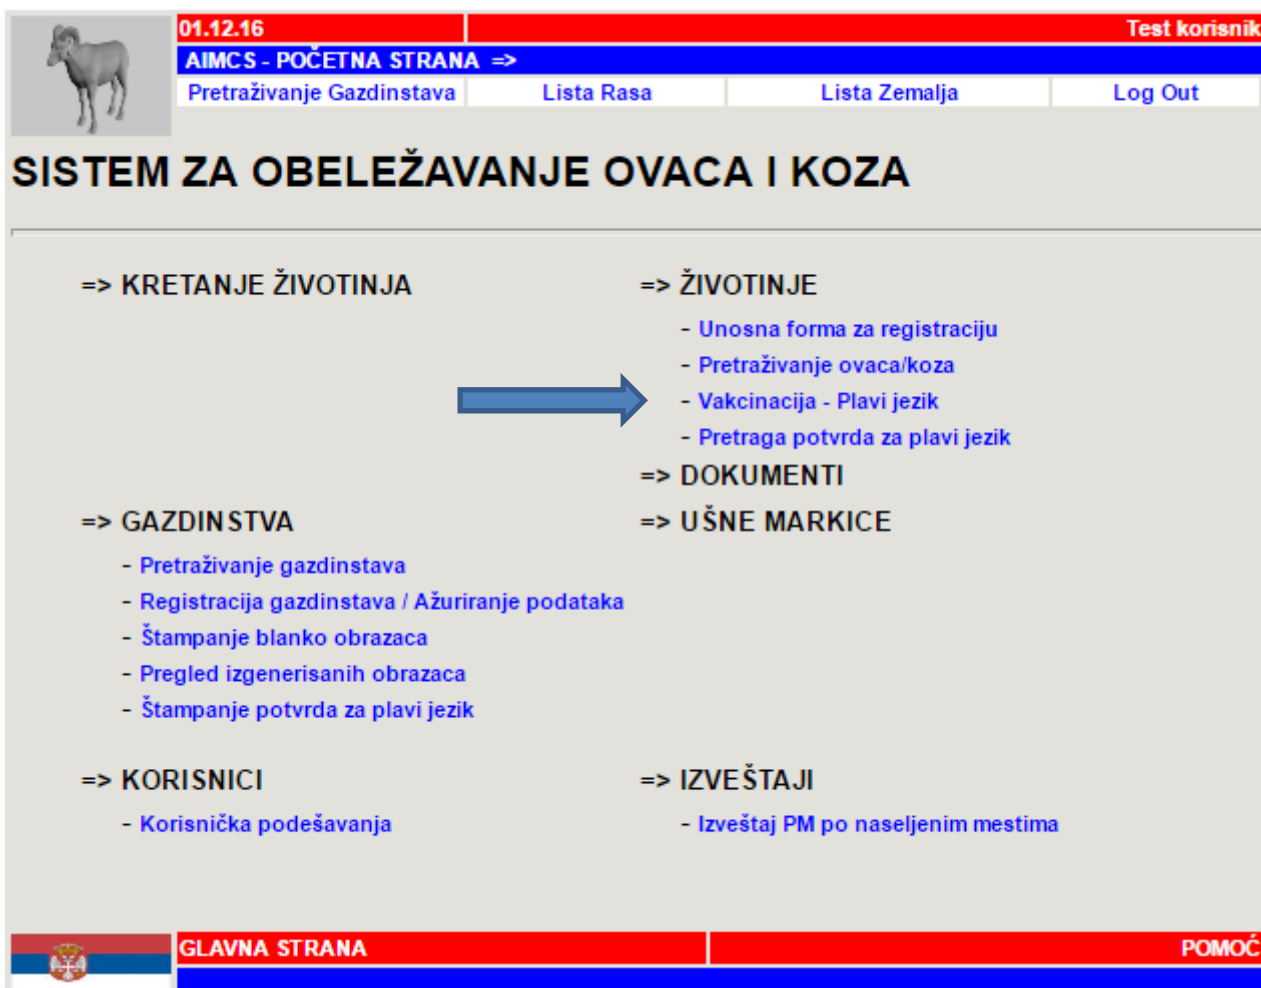 01.12.16 Test korisnik
AIMCS - POČETNA STRANA =>
Pretraživanje Gazdinstava Lista Rasa Lista Zemalja Log Out
SISTEM ZA OBELEŽAVANJE OVACA I KOZA
=> KRETANJE ŽIVOTINJA
=> ŽIVOTINJE
- Unosna forma za registraciju
- Pretraživanje ovaca/koza
- Vakcinacija - Plavi jezik
- Pretraga potvrda za plavi jezik
=> DOKUMENTI
=> GAZDINSTVA
- Pretraživanje gazdinstava
- Registracija gazdinstava / Ažuriranje podataka
- Štampanje blanko obrazaca
- Pregled izgenerisanih obrazaca
- Štampanje potvrda za plavi jezik
=> UŠNE MARKICE
=> KORISNICI
- Korisnička podešavanja
=> IZVEŠTAJI
- Izveštaj PM po naseljenim mestima
GLAVNA STRANA POMOĆ